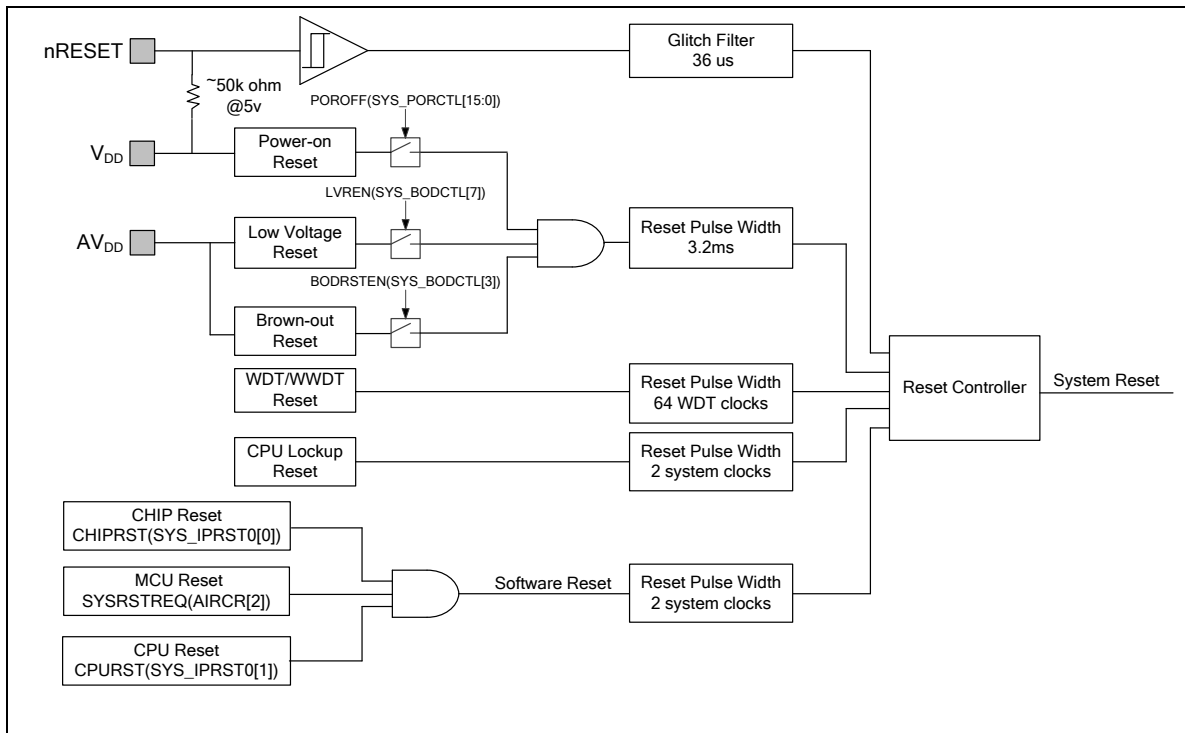 nRESET
Glitch Filter
36 us
~50k ohm
@5v
POROFF(SYS_PORCTL[15:0])
VDD
Power-on
Reset
LVREN(SYS_BODCTL[7])
AVDD
Low Voltage
Reset
Reset Pulse Width
3.2ms
BODRSTEN(SYS_BODCTL[3])
Brown-out
Reset
WDT/WWDT
Reset
Reset Pulse Width
64 WDT clocks
Reset Controller
System Reset
CPU Lockup
Reset
Reset Pulse Width
2 system clocks
CHIP Reset
CHIPRST(SYS_IPRST0[0])
MCU Reset
SYSRSTREQ(AIRCR[2])
Software Reset
Reset Pulse Width
2 system clocks
CPU Reset
CPURST(SYS_IPRST0[1])